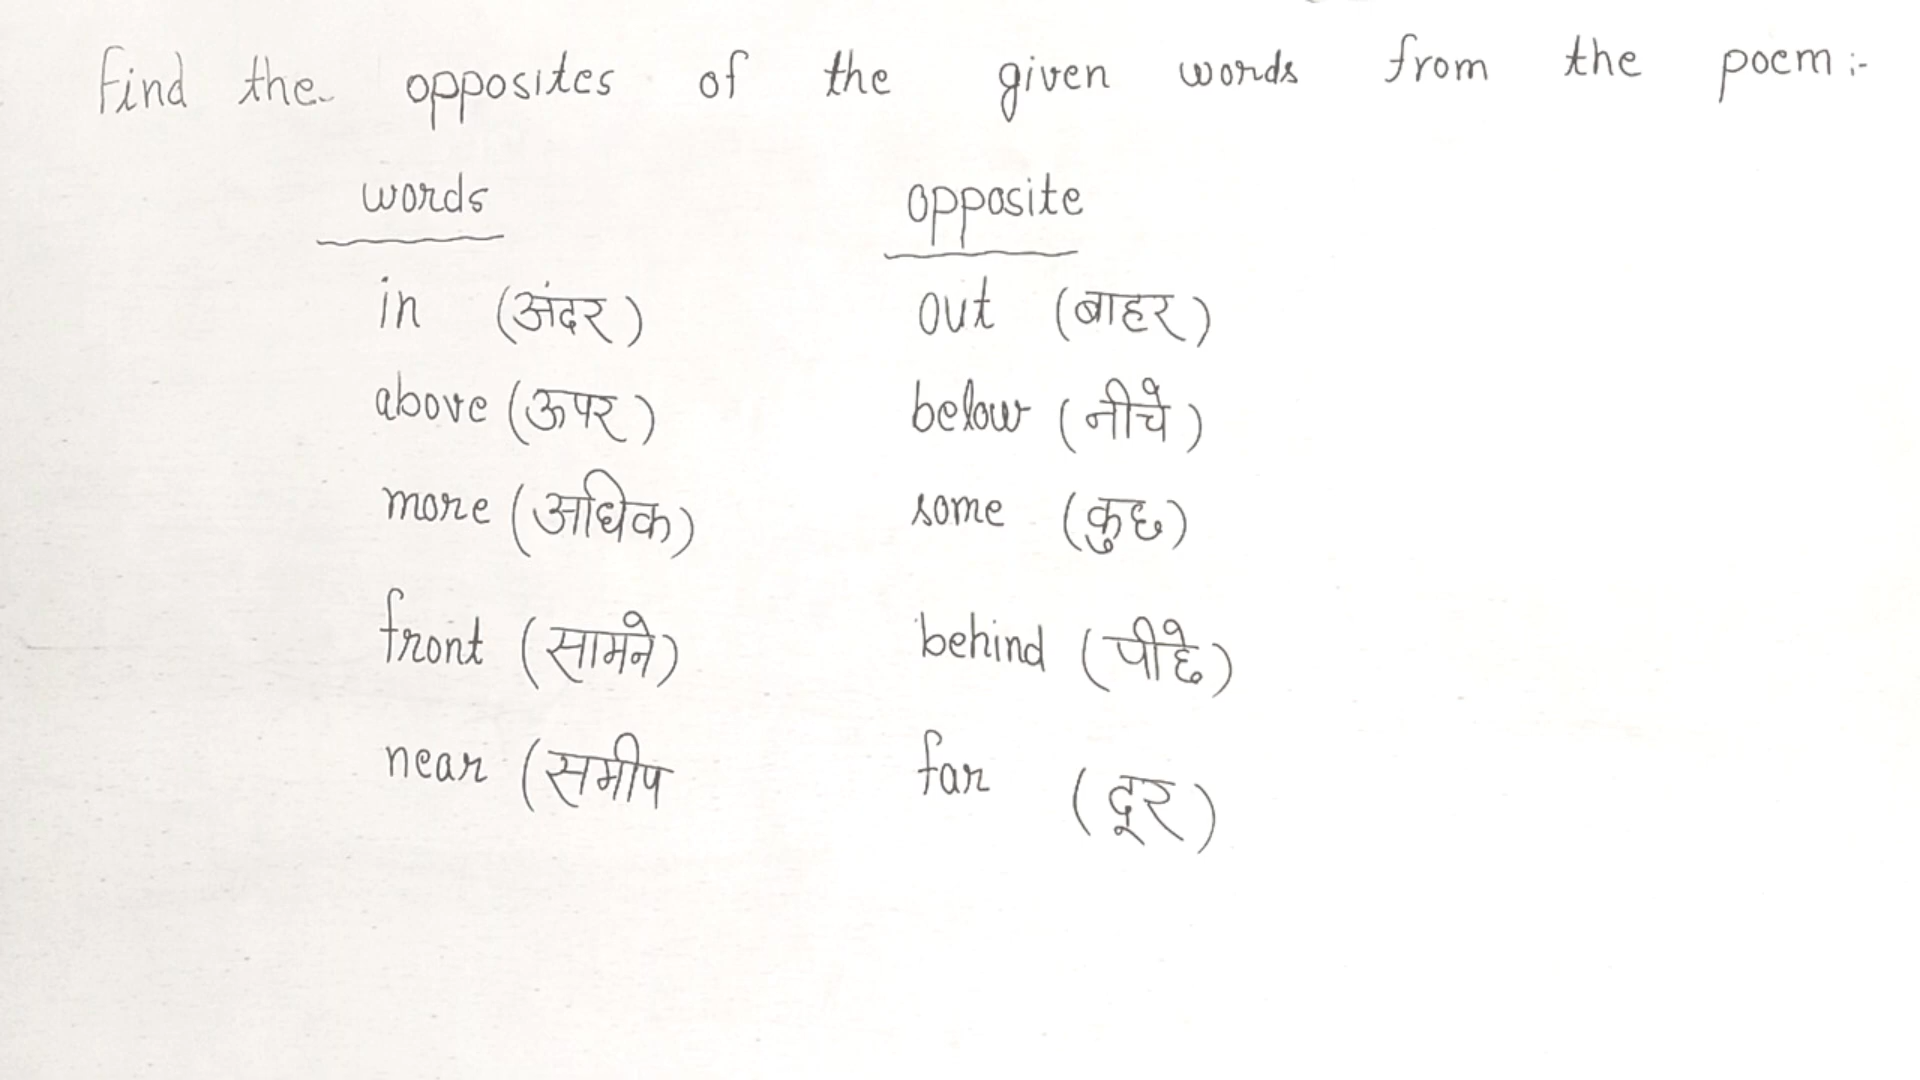 Find the opposites of the given words from the poem :-
words opposite
in (अंदर) out (बाहर)
above (ऊपर) below (नीचे)
more (अधिक) some (कुछ)
front (सामने) behind (पीछे)
near (समीप far (दूर)